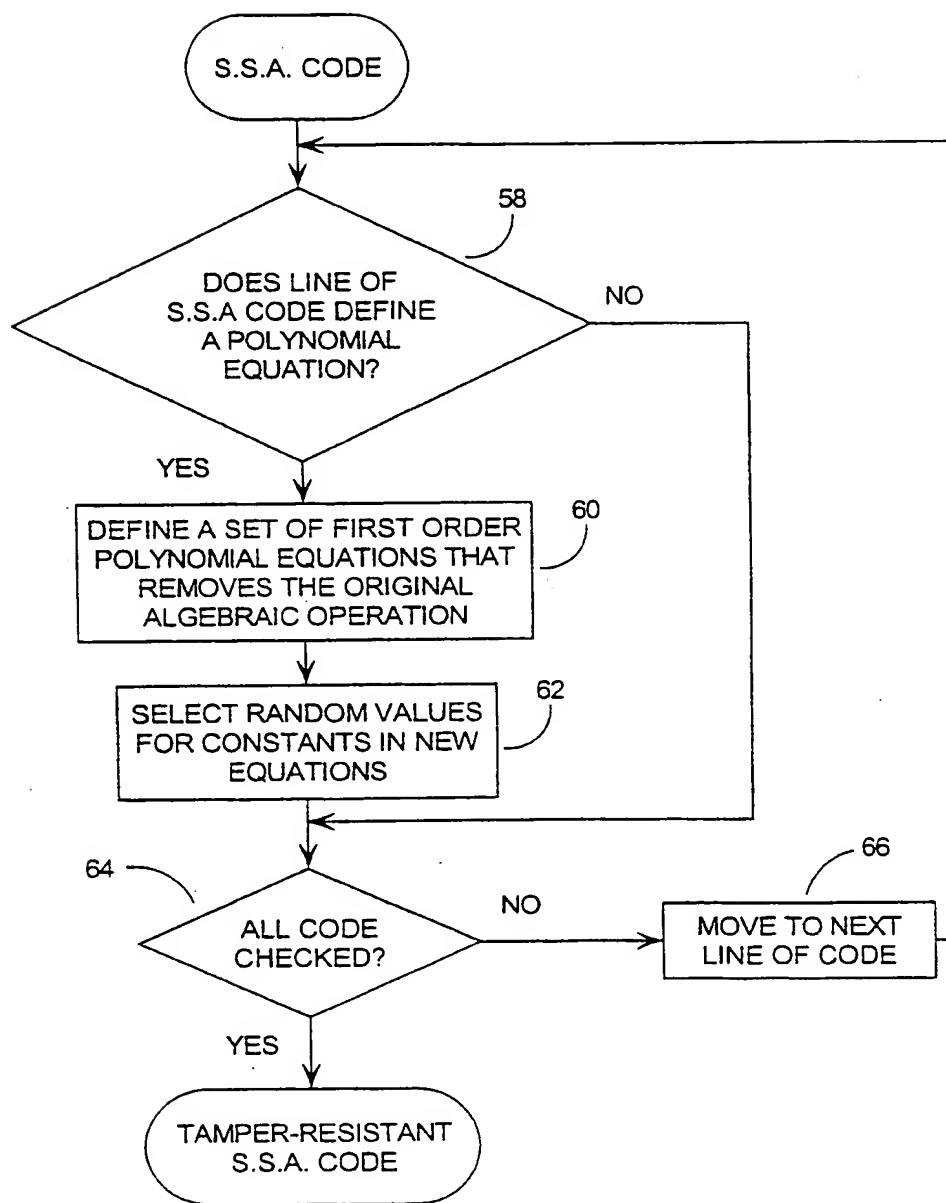 S.S.A. CODE
58
DOES LINE OF
S.S.A CODE DEFINE
A POLYNOMIAL
EQUATION?
NO
YES
DEFINE A SET OF FIRST ORDER
POLYNOMIAL EQUATIONS THAT
REMOVES THE ORIGINAL
ALGEBRAIC OPERATION
60
SELECT RANDOM VALUES
FOR CONSTANTS IN NEW
EQUATIONS
62
64
ALL CODE
CHECKED?
NO
66
MOVE TO NEXT
LINE OF CODE
YES
TAMPER-RESISTANT
S.S.A. CODE